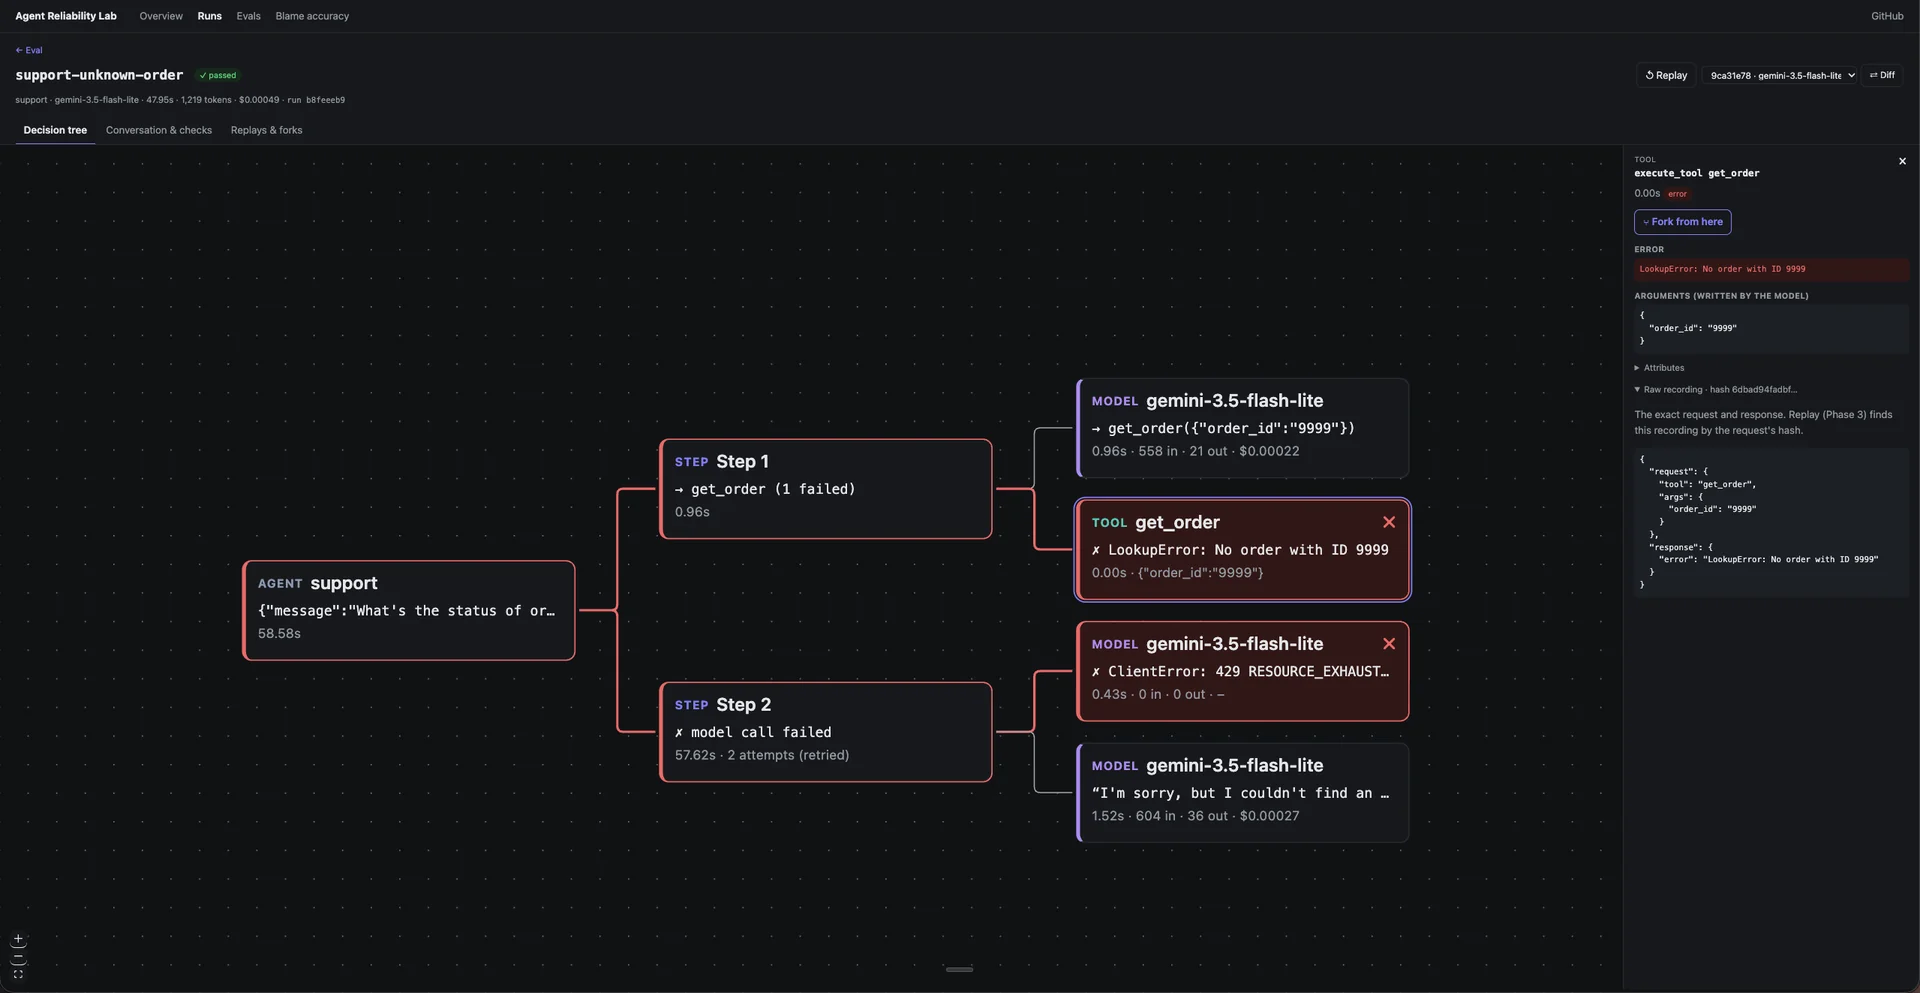 Agent Reliability Lab Overview Runs Evals Blame accuracy GitHub
← Eval
support-unknown-order ✓ passed
↺ Replay 9ca31e78 · gemini-3.5-flash-lite ⇄ Diff
support · gemini-3.5-flash-lite · 47.95s · 1,219 tokens · $0.00049 · run b8feeeb9
Decision tree Conversation & checks Replays & forks
AGENT support
{"message":"What's the status of or…
58.58s
STEP Step 1
→ get_order (1 failed)
0.96s
STEP Step 2
✗ model call failed
57.62s · 2 attempts (retried)
MODEL gemini-3.5-flash-lite
→ get_order({"order_id":"9999"})
0.96s · 558 in · 21 out · $0.00022
TOOL get_order ✕
✗ LookupError: No order with ID 9999
0.00s · {"order_id":"9999"}
MODEL gemini-3.5-flash-lite ✕
✗ ClientError: 429 RESOURCE_EXHAUST…
0.43s · 0 in · 0 out · –
MODEL gemini-3.5-flash-lite
“I'm sorry, but I couldn't find an …
1.52s · 604 in · 36 out · $0.00027
TOOL ✕
execute_tool get_order
0.00s error
Fork from here
ERROR
LookupError: No order with ID 9999
ARGUMENTS (WRITTEN BY THE MODEL)
{
"order_id": "9999"
}
▸ Attributes
▾ Raw recording · hash 6dbad94fadbf…
The exact request and response. Replay (Phase 3) finds
this recording by the request's hash.
{
"request": {
"tool": "get_order",
"args": {
"order_id": "9999"
}
},
"response": {
"error": "LookupError: No order with ID 9999"
}
}